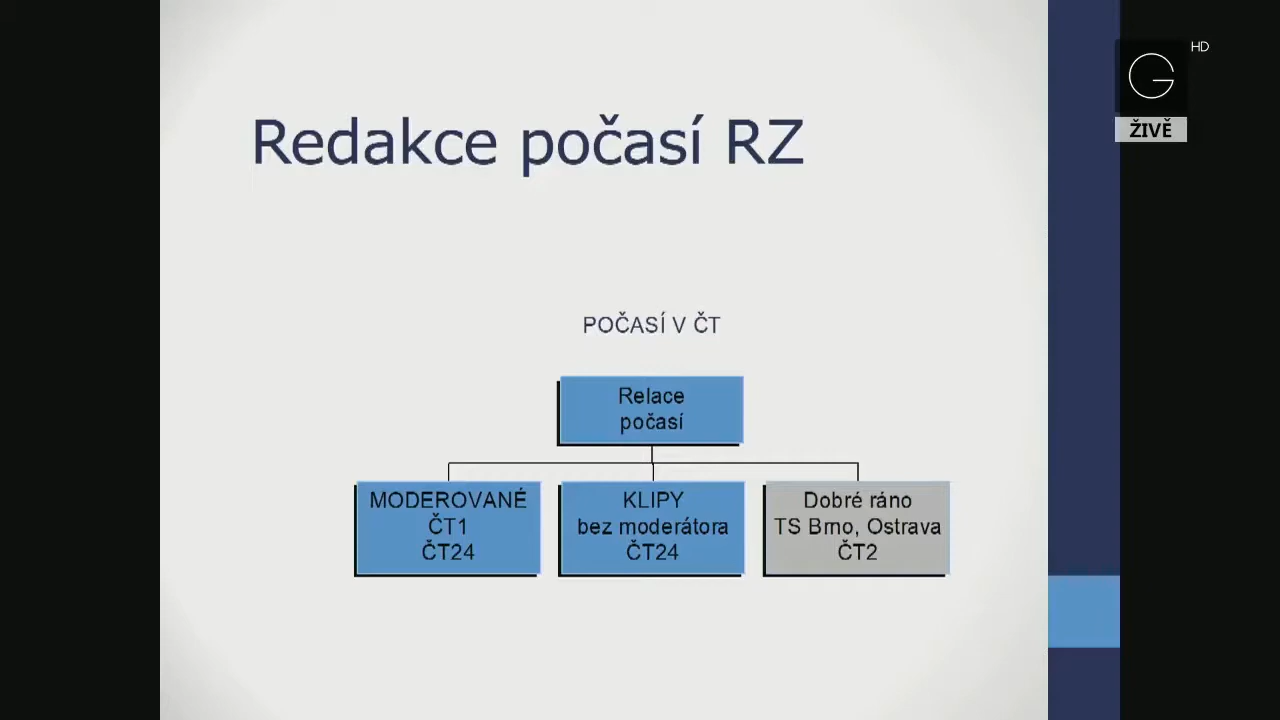 HD
G
ŽIVĚ
Redakce počasí RZ
POČASÍ V ČT
Relace
počasí
MODEROVANÉ
ČT1
ČT24
KLIPY
bez moderátora
ČT24
Dobré ráno
TS Brno, Ostrava
ČT2